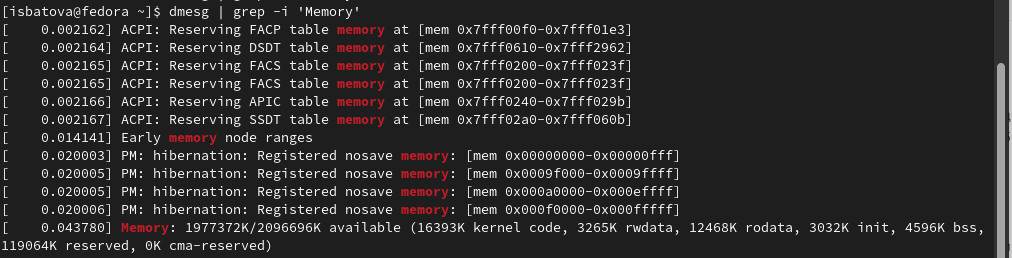 [isbatova@fedora ~]$ dmesg | grep -i 'Memory'
[    0.002162] ACPI: Reserving FACP table memory at [mem 0x7fff00f0-0x7fff01e3]
[    0.002164] ACPI: Reserving DSDT table memory at [mem 0x7fff0610-0x7fff2962]
[    0.002165] ACPI: Reserving FACS table memory at [mem 0x7fff0200-0x7fff023f]
[    0.002165] ACPI: Reserving FACS table memory at [mem 0x7fff0200-0x7fff023f]
[    0.002166] ACPI: Reserving APIC table memory at [mem 0x7fff0240-0x7fff029b]
[    0.002167] ACPI: Reserving SSDT table memory at [mem 0x7fff02a0-0x7fff060b]
[    0.014141] Early memory node ranges
[    0.020003] PM: hibernation: Registered nosave memory: [mem 0x00000000-0x00000fff]
[    0.020005] PM: hibernation: Registered nosave memory: [mem 0x0009f000-0x0009ffff]
[    0.020005] PM: hibernation: Registered nosave memory: [mem 0x000a0000-0x000effff]
[    0.020006] PM: hibernation: Registered nosave memory: [mem 0x000f0000-0x000fffff]
[    0.043780] Memory: 1977372K/2096696K available (16393K kernel code, 3265K rwdata, 12468K rodata, 3032K init, 4596K bss,
119064K reserved, 0K cma-reserved)